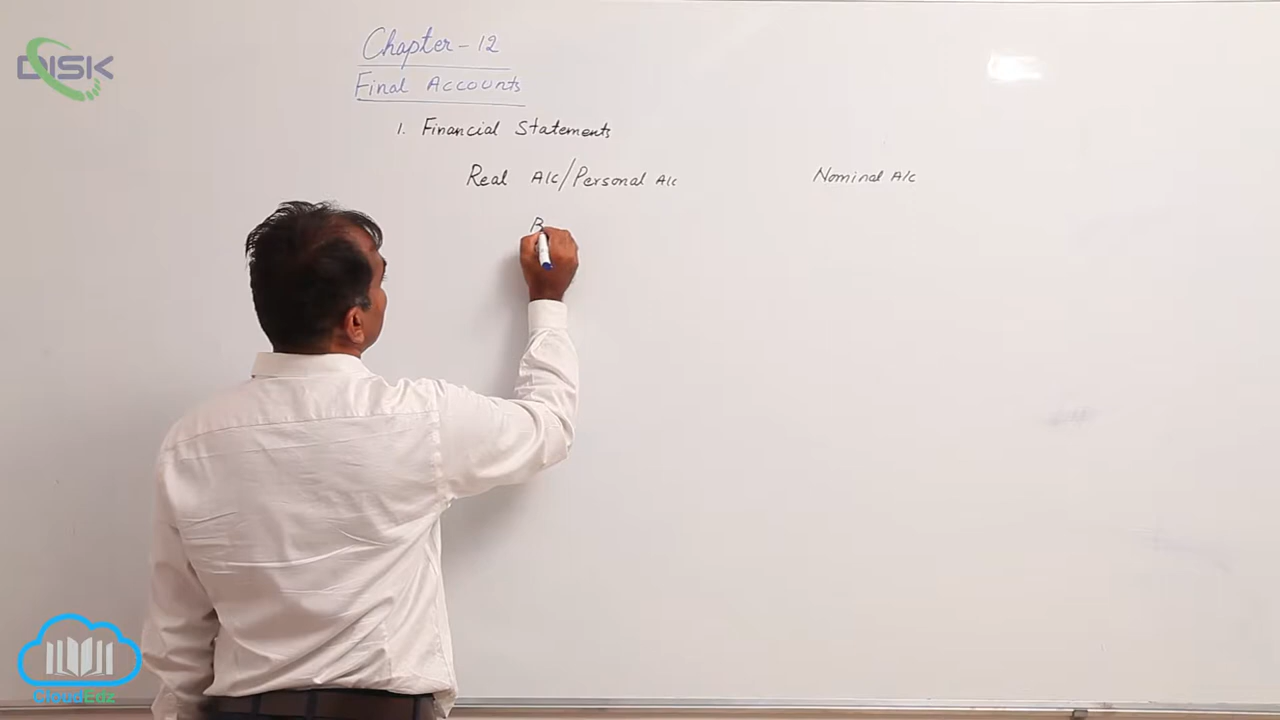 DISK
Chapter - 12
Final Accounts
1. Financial Statements
Real A/c/Personal A/c Nominal A/c
B
CloudEdz